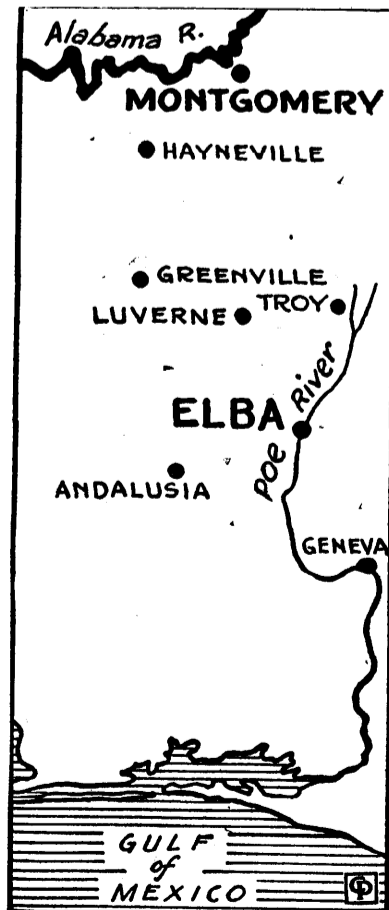 Alabama R.
MONTGOMERY
HAYNEVILLE
GREENVILLE
TROY
LUVERNE
ELBA
POE River
ANDALUSIA
GENEVA
GULF
of
MEXICO